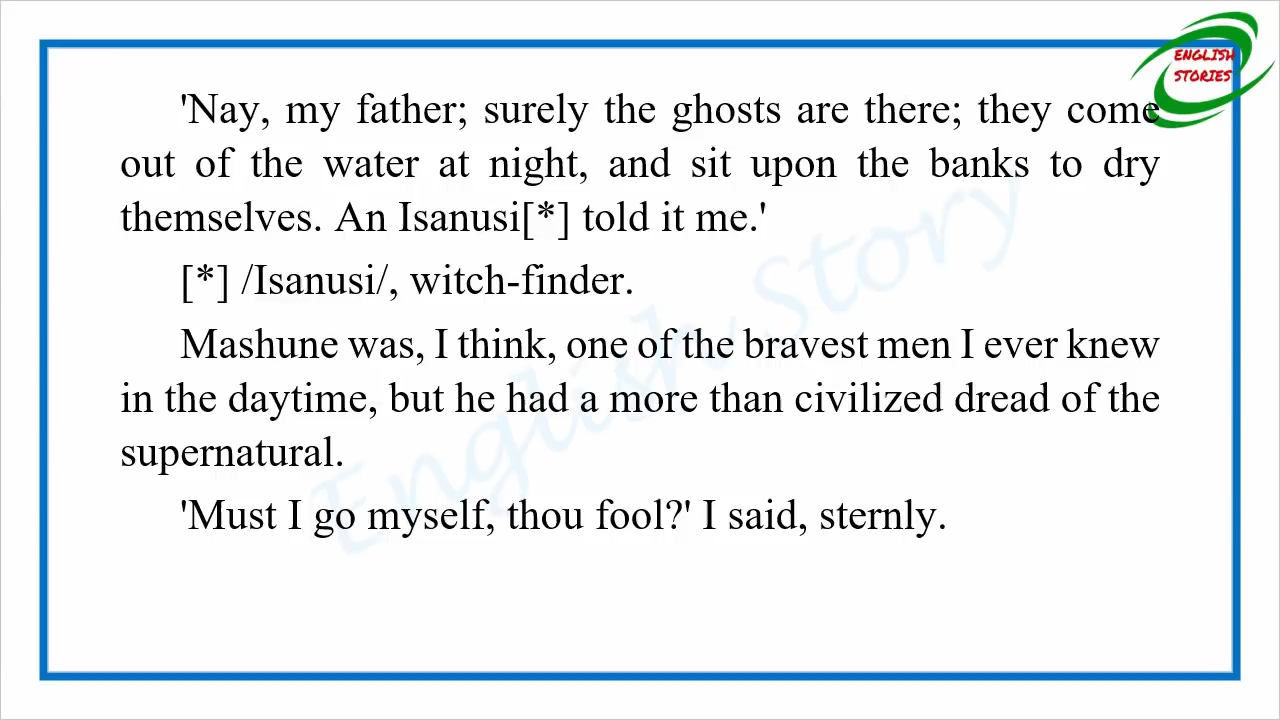 ENGLISH
STORIES
'Nay, my father; surely the ghosts are there; they come
out of the water at night, and sit upon the banks to dry
themselves. An Isanusi[*] told it me.'
[*] /Isanusi/, witch-finder.
Mashune was, I think, one of the bravest men I ever knew
in the daytime, but he had a more than civilized dread of the
supernatural.
'Must I go myself, thou fool?' I said, sternly.
English Story